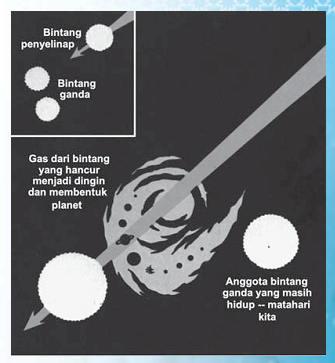 Bintang
penyelinap
Bintang
ganda
Gas dari bintang
yang hancur
menjadi dingin
dan membentuk
planet
Anggota bintang
ganda yang masih
hidup -- matahari
kita